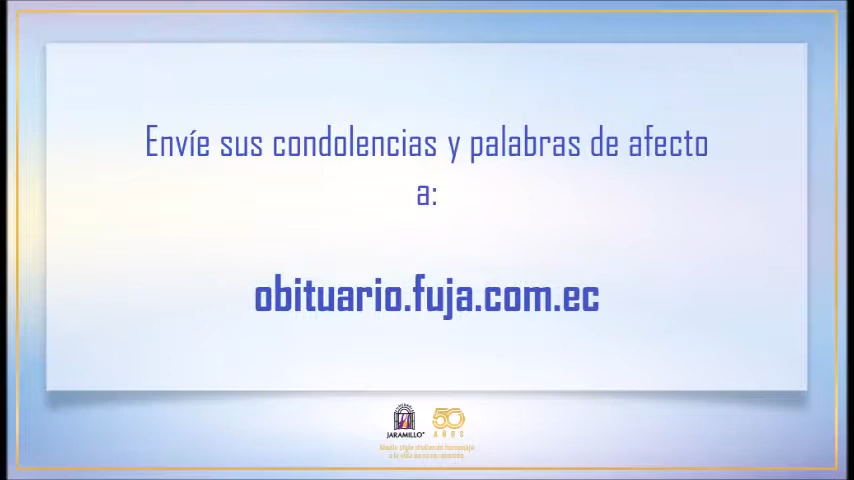 Envíe sus condolencias y palabras de afecto
a:
obituario.fuja.com.ec
JARAMILLO
50
AÑOS